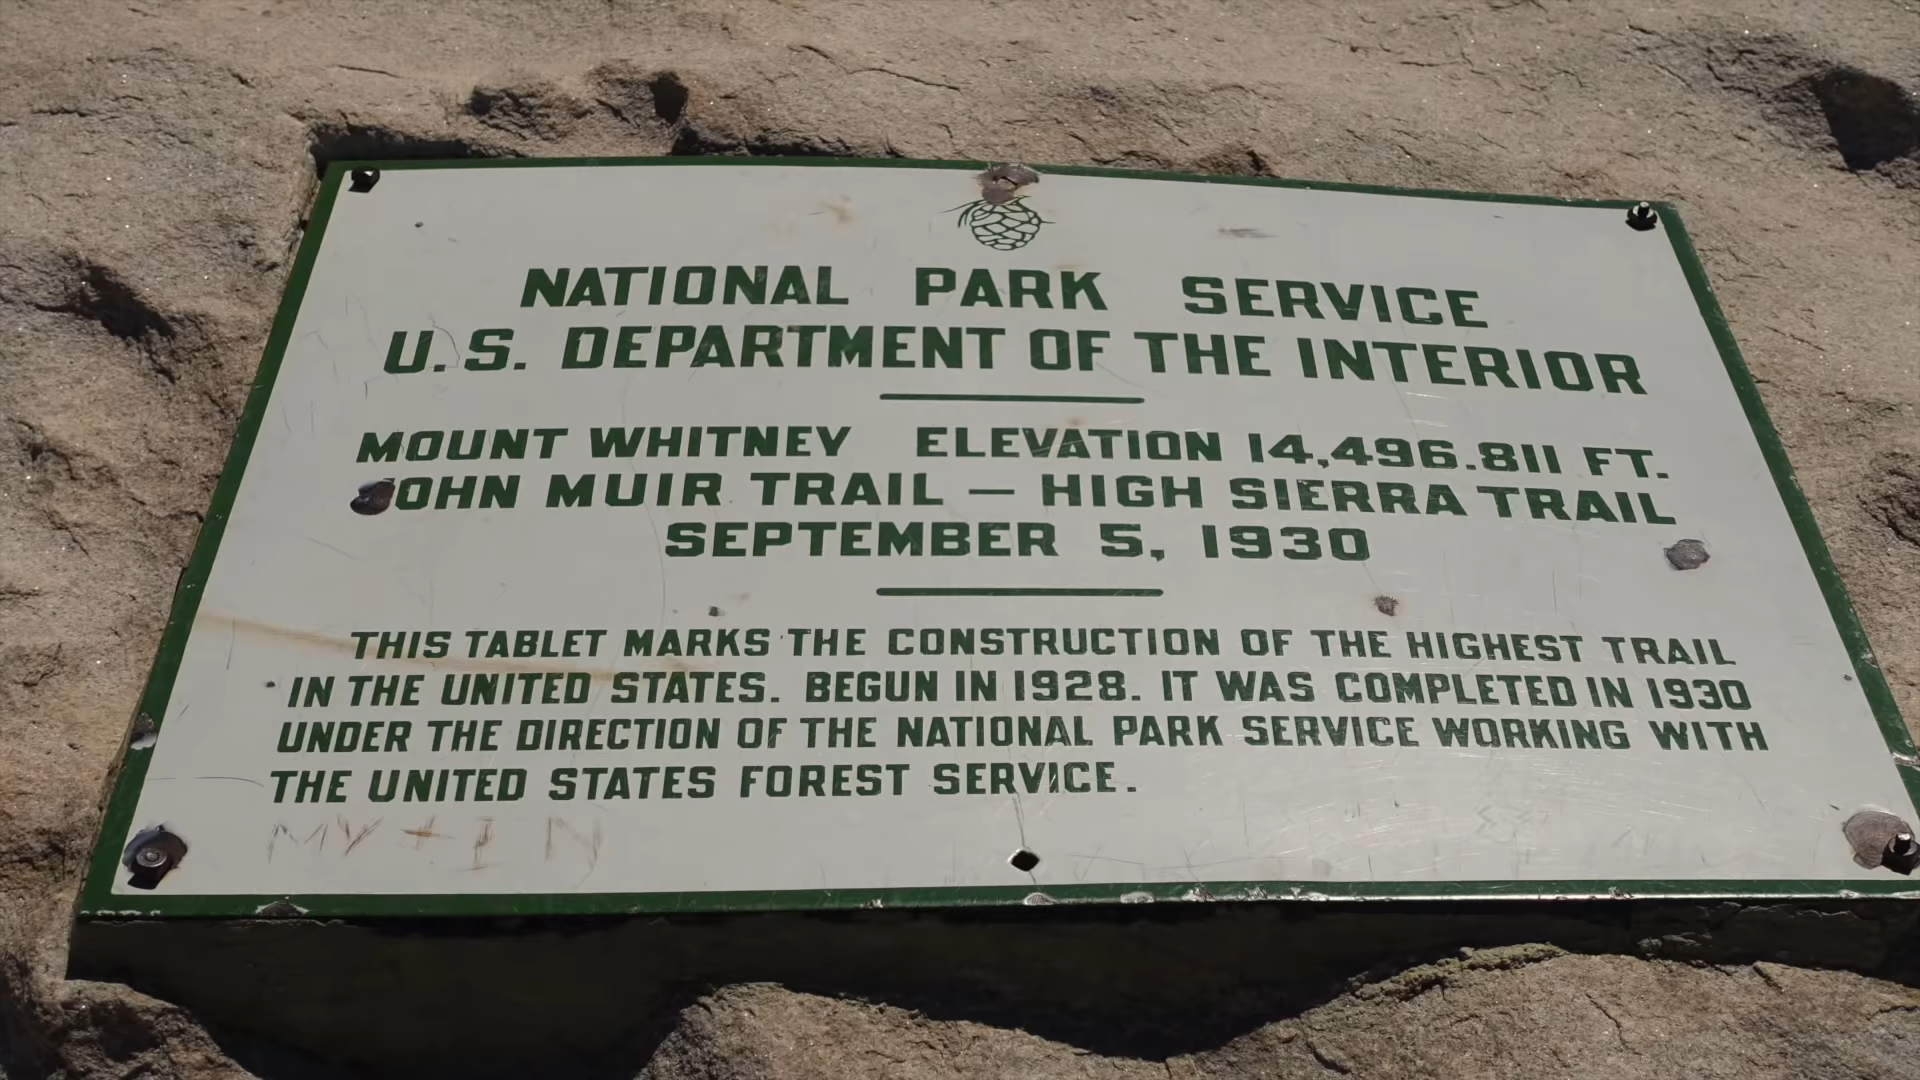 NATIONAL PARK SERVICE
U.S. DEPARTMENT OF THE INTERIOR
MOUNT WHITNEY ELEVATION 14,496.811 FT.
JOHN MUIR TRAIL — HIGH SIERRA TRAIL
SEPTEMBER 5, 1930
THIS TABLET MARKS THE CONSTRUCTION OF THE HIGHEST TRAIL
IN THE UNITED STATES. BEGUN IN 1928. IT WAS COMPLETED IN 1930
UNDER THE DIRECTION OF THE NATIONAL PARK SERVICE WORKING WITH
THE UNITED STATES FOREST SERVICE.